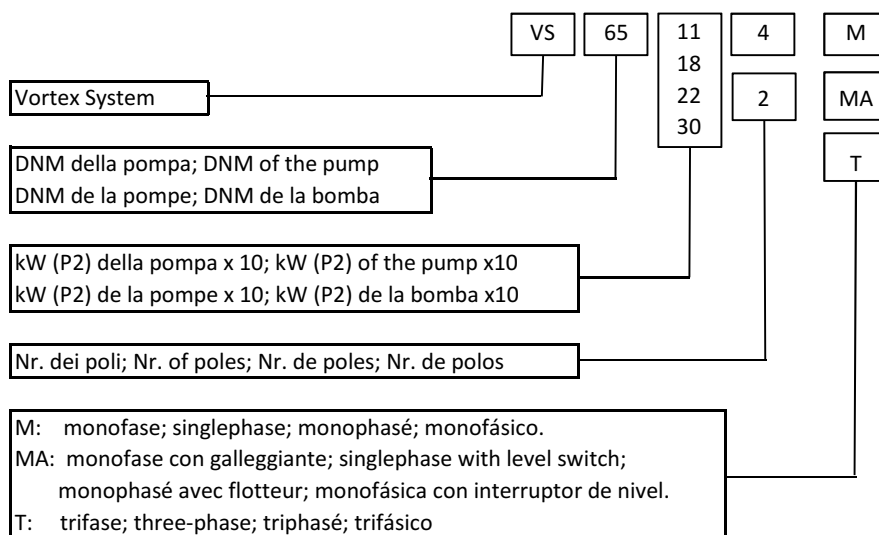 VS 65 11 4 M
18
22 2 MA
30
T
Vortex System
DNM della pompa; DNM of the pump
DNM de la pompe; DNM de la bomba
kW (P2) della pompa x 10; kW (P2) of the pump x10
kW (P2) de la pompe x 10; kW (P2) de la bomba x10
Nr. dei poli; Nr. of poles; Nr. de poles; Nr. de polos
M: monofase; singlephase; monophasé; monofásico.
MA: monofase con galleggiante; singlephase with level switch;
monophasé avec flotteur; monofásica con interruptor de nivel.
T: trifase; three-phase; triphasé; trifásico